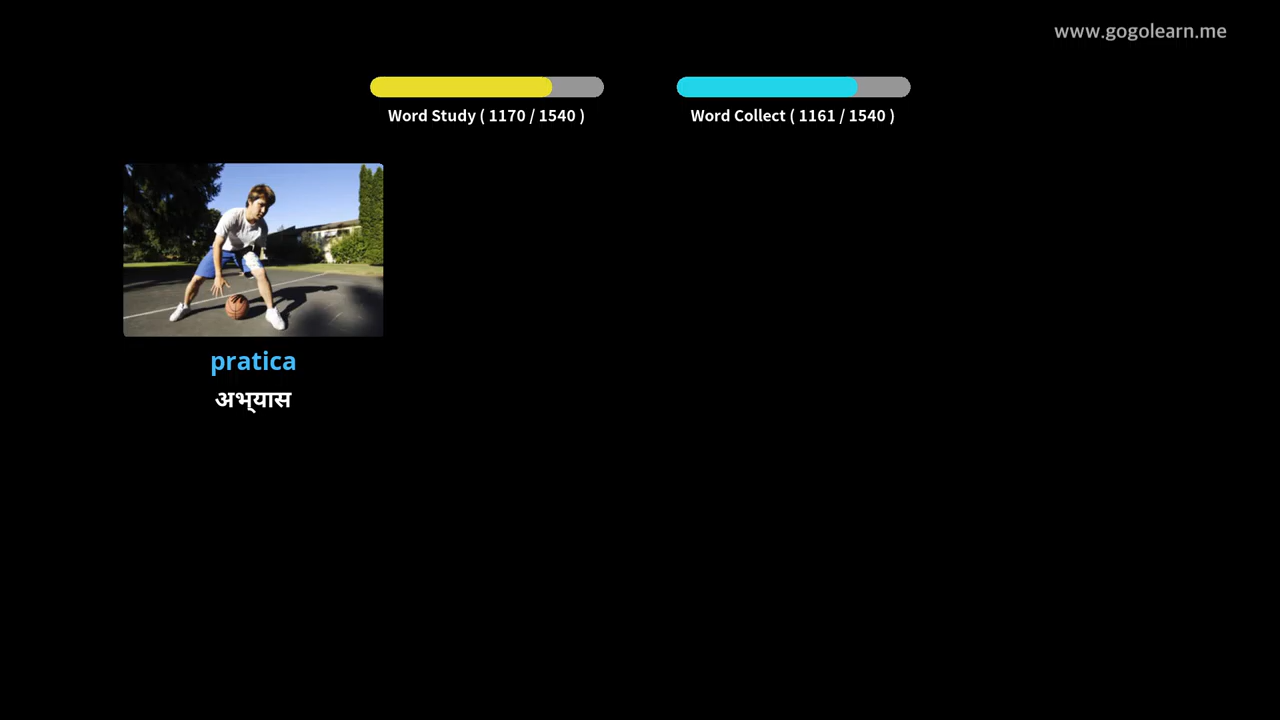 www.gogolearn.me
Word Study ( 1170 / 1540 )
Word Collect ( 1161 / 1540 )
pratica
अभ्यास